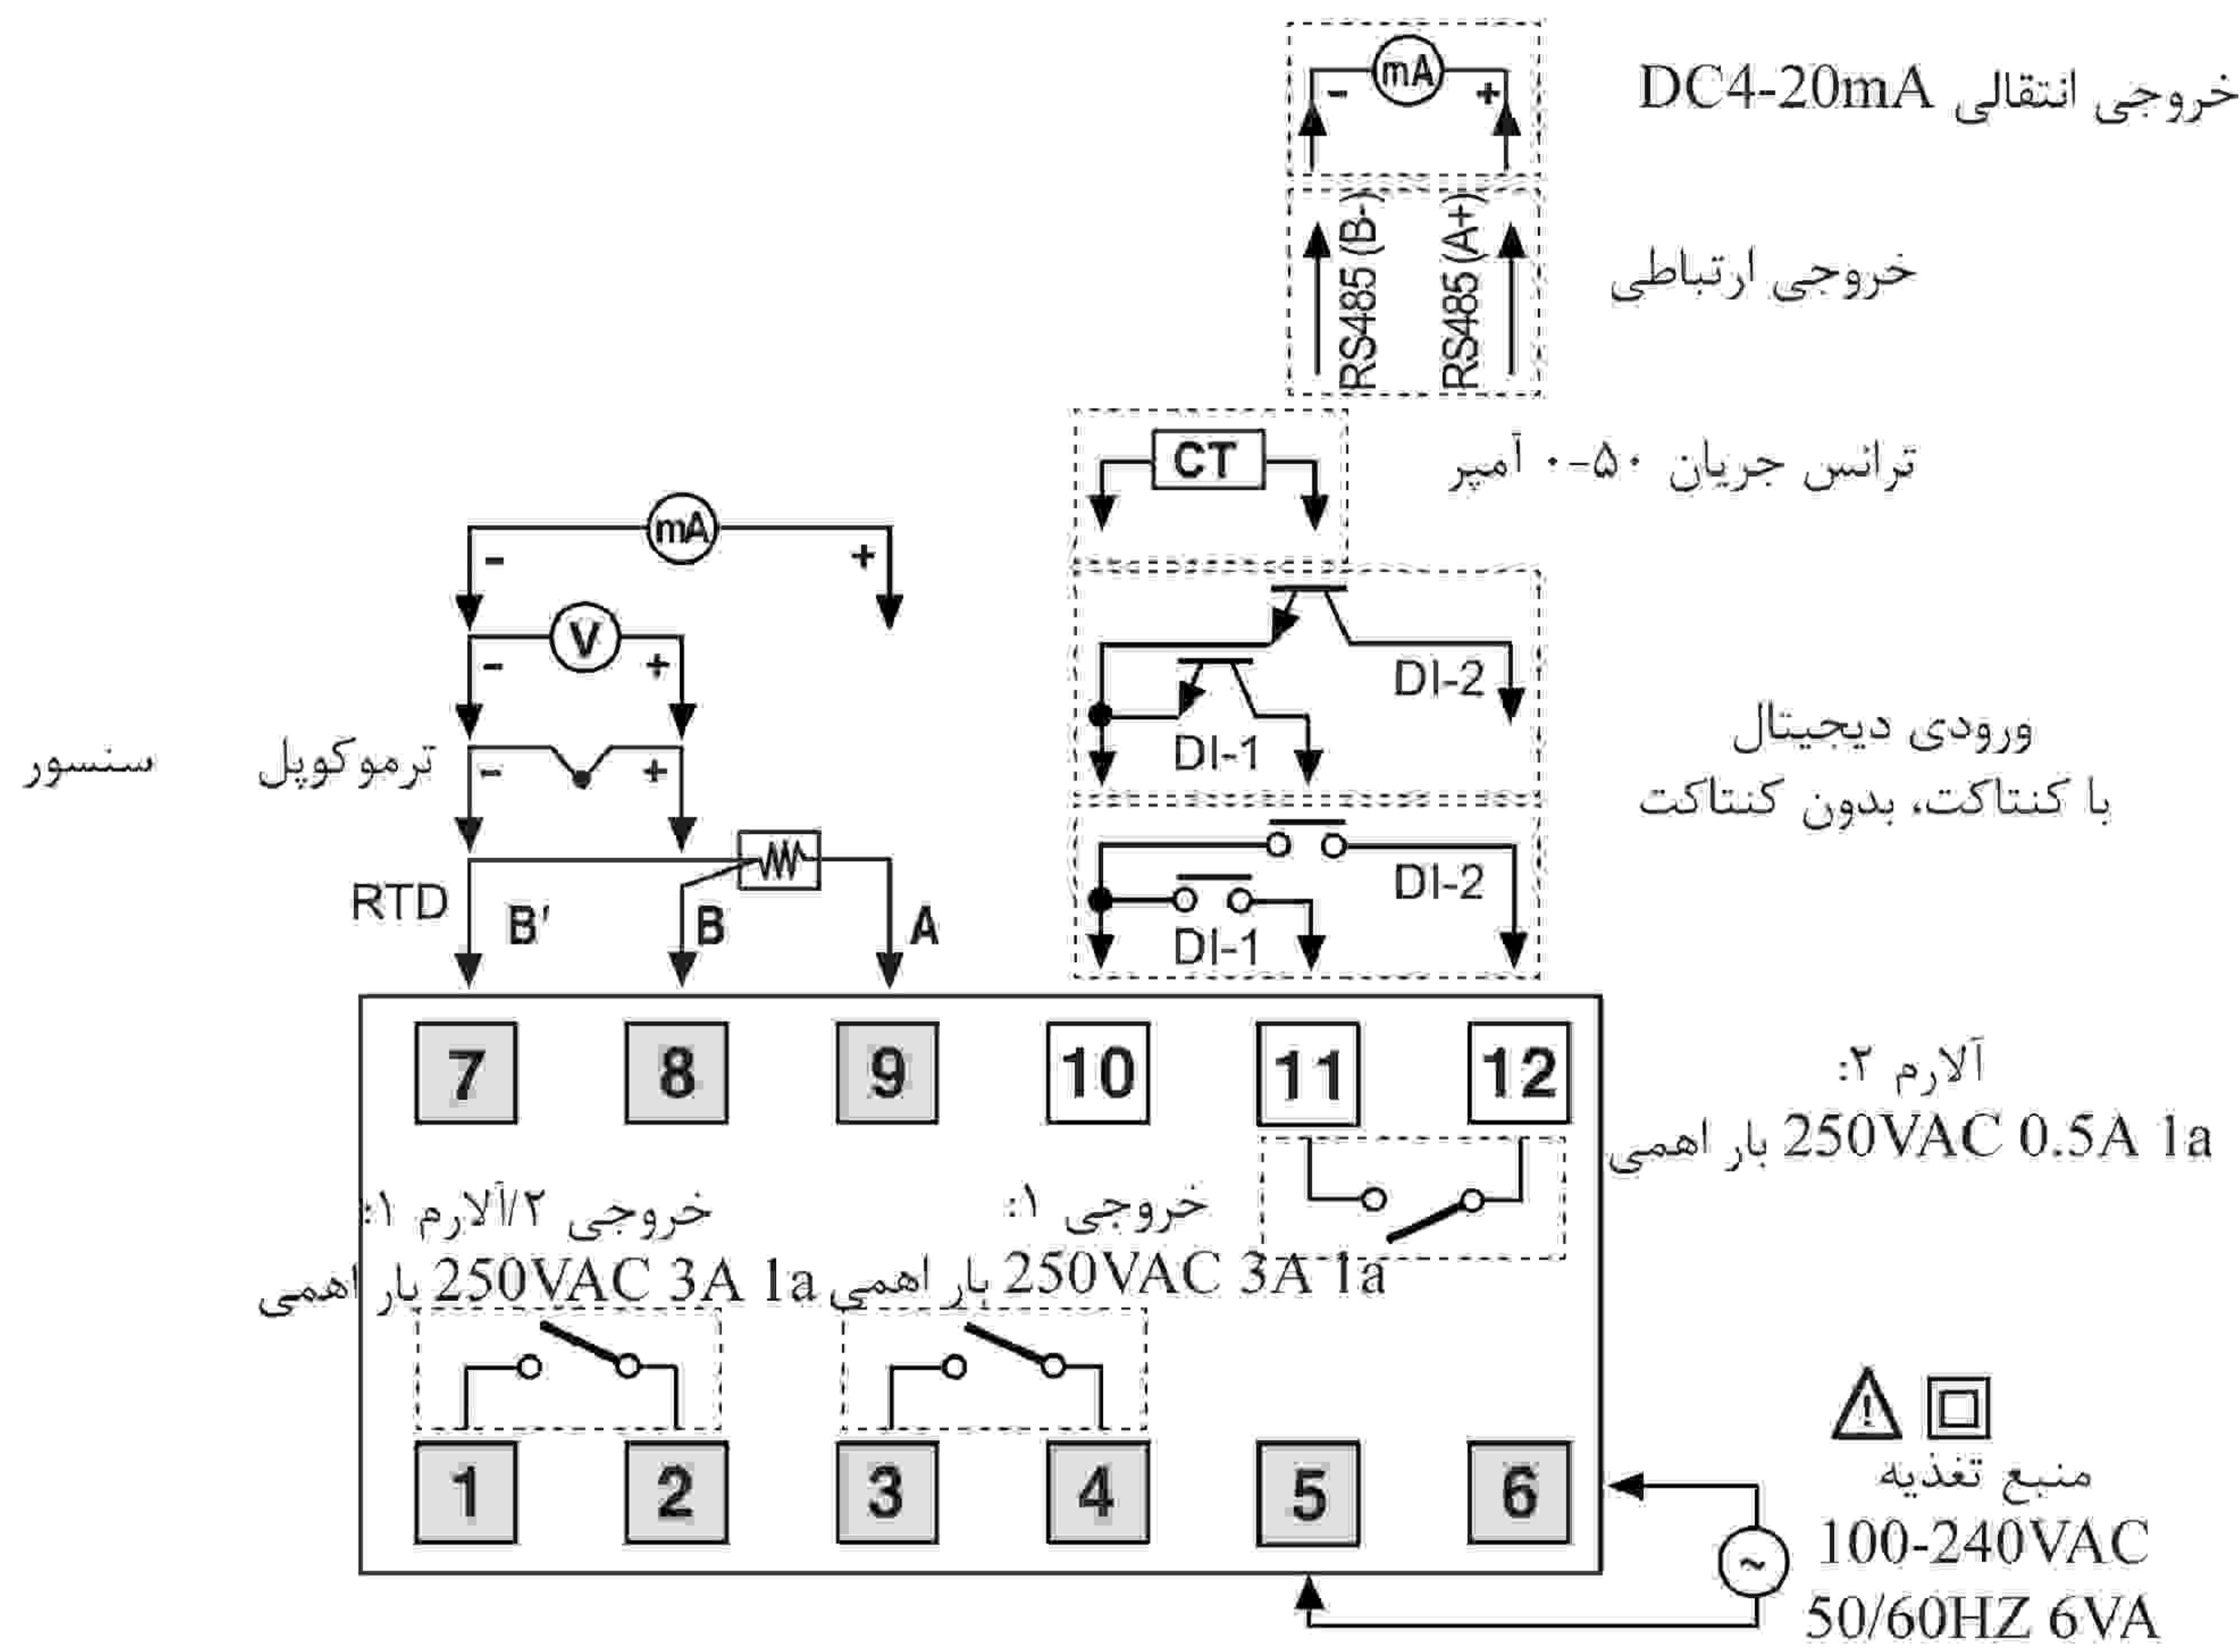 mA
- +
خروجی انتقالی DC4-20mA
RS485 (B-)
RS485 (A+)
خروجی ارتباطی
CT
ترانس جریان ۵۰-۰ آمپر
mA
- +
V
- +
DI-2
DI-1
ورودی دیجیتال
با کنتاکت، بدون کنتاکت
سنسور
ترموکوپل
- +
RTD
B'
B
A
DI-2
DI-1
7 8 9 10 11 12
آلارم ۲:
250VAC 0.5A 1a بار اهمی
خروجی ۲/آلارم ۱:
250VAC 3A 1a بار اهمی
خروجی ۱:
250VAC 3A 1a بار اهمی
1 2 3 4 5 6
!
منبع تغذیه
~
100-240VAC
50/60HZ 6VA